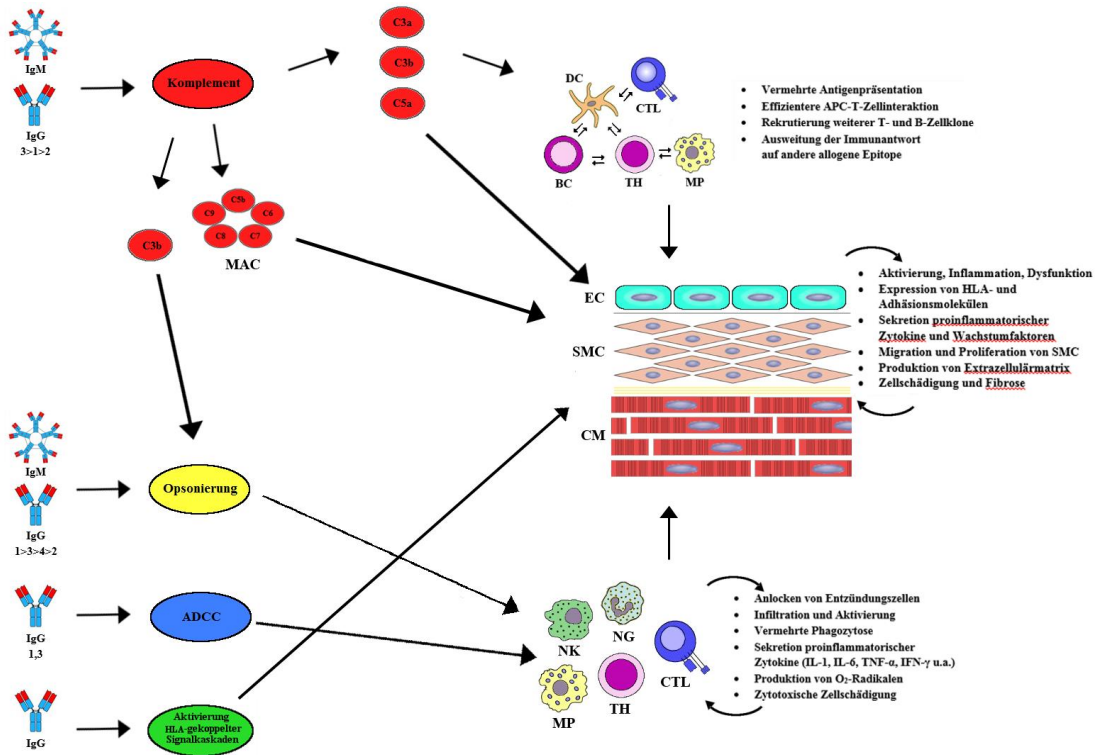 IgM
IgG
3>1>2
Komplement
C3a
C3b
C5a
DC
CTL
BC
TH
MP
• Vermehrte Antigenpräsentation
• Effizientere APC-T-Zellinteraktion
• Rekrutierung weiterer T- und B-Zellklone
• Ausweitung der Immunantwort
auf andere allogene Epitope
C3b
C5b
C9
C6
C8
C7
MAC
EC
SMC
CM
• Aktivierung, Inflammation, Dysfunktion
• Expression von HLA- und
Adhäsionsmolekülen
• Sekretion proinflammatorischer
Zytokine und Wachstumfaktoren
• Migration und Proliferation von SMC
• Produktion von Extrazellulärmatrix
• Zellschädigung und Fibrose
IgM
IgG
1>3>4>2
Opsonierung
IgG
1,3
ADCC
IgG
Aktivierung
HLA-gekoppelter
Signalkaskaden
NK
NG
MP
TH
CTL
• Anlocken von Entzündungszellen
• Infiltration und Aktivierung
• Vermehrte Phagozytose
• Sekretion proinflammatorischer
Zytokine (IL-1, IL-6, TNF-α, IFN-γ u.a.)
• Produktion von O₂-Radikalen
• Zytotoxische Zellschädigung